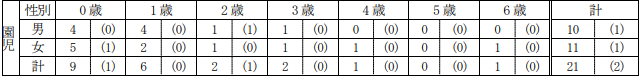 園児 性別 0歳 1歳 2歳 3歳 4歳 5歳 6歳 計
男 4 (0) 4 (0) 1 (1) 1 (0) 0 (0) 0 (0) 0 (0) 10 (1)
女 5 (1) 2 (0) 1 (0) 1 (0) 1 (0) 0 (0) 1 (0) 11 (1)
計 9 (1) 6 (0) 2 (1) 2 (0) 1 (0) 0 (0) 1 (0) 21 (2)